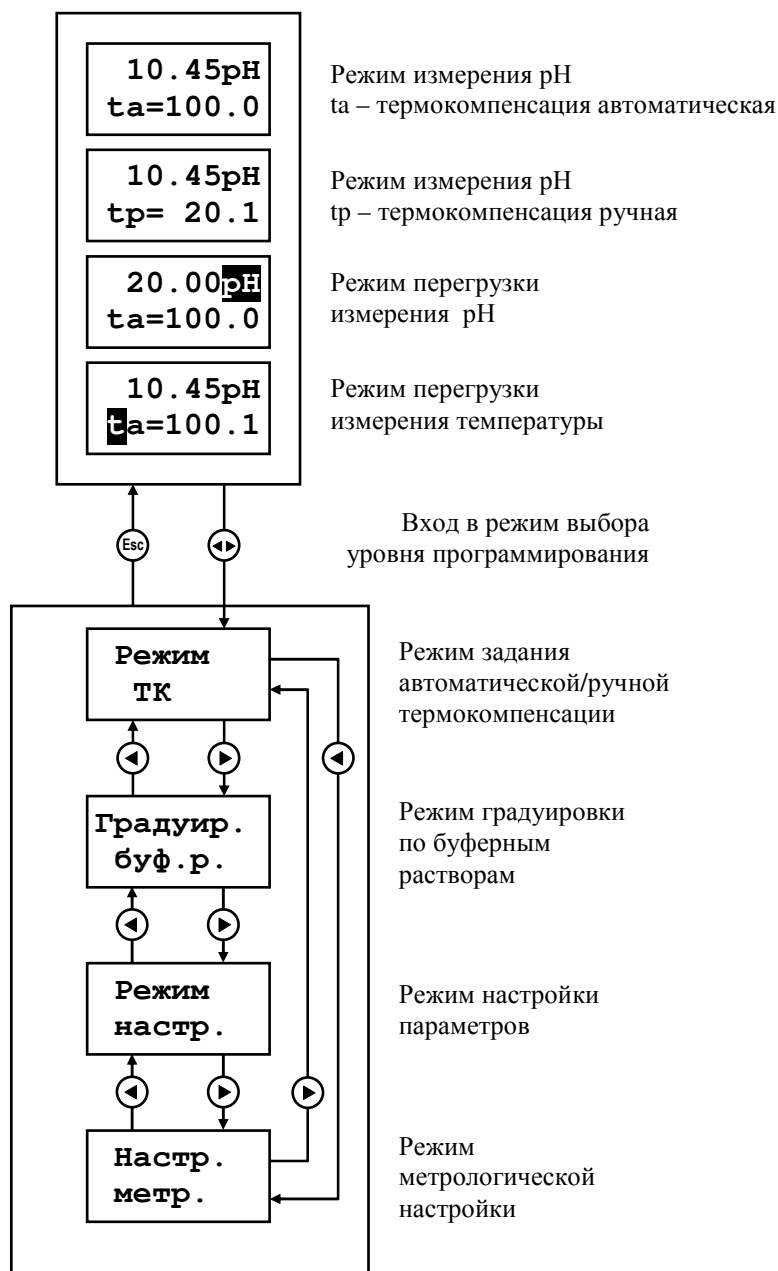 10.45pH
ta=100.0
Режим измерения pH
ta – термокомпенсация автоматическая
10.45pH
tp= 20.1
Режим измерения pH
tp – термокомпенсация ручная
20.00pH
ta=100.0
Режим перегрузки
измерения pH
10.45pH
ta=100.1
Режим перегрузки
измерения температуры
Esc
Вход в режим выбора
уровня программирования
Режим
ТК
Режим задания
автоматической/ручной
термокомпенсации
Градуир.
буф.р.
Режим градуировки
по буферным
растворам
Режим
настр.
Режим настройки
параметров
Настр.
метр.
Режим
метрологической
настройки